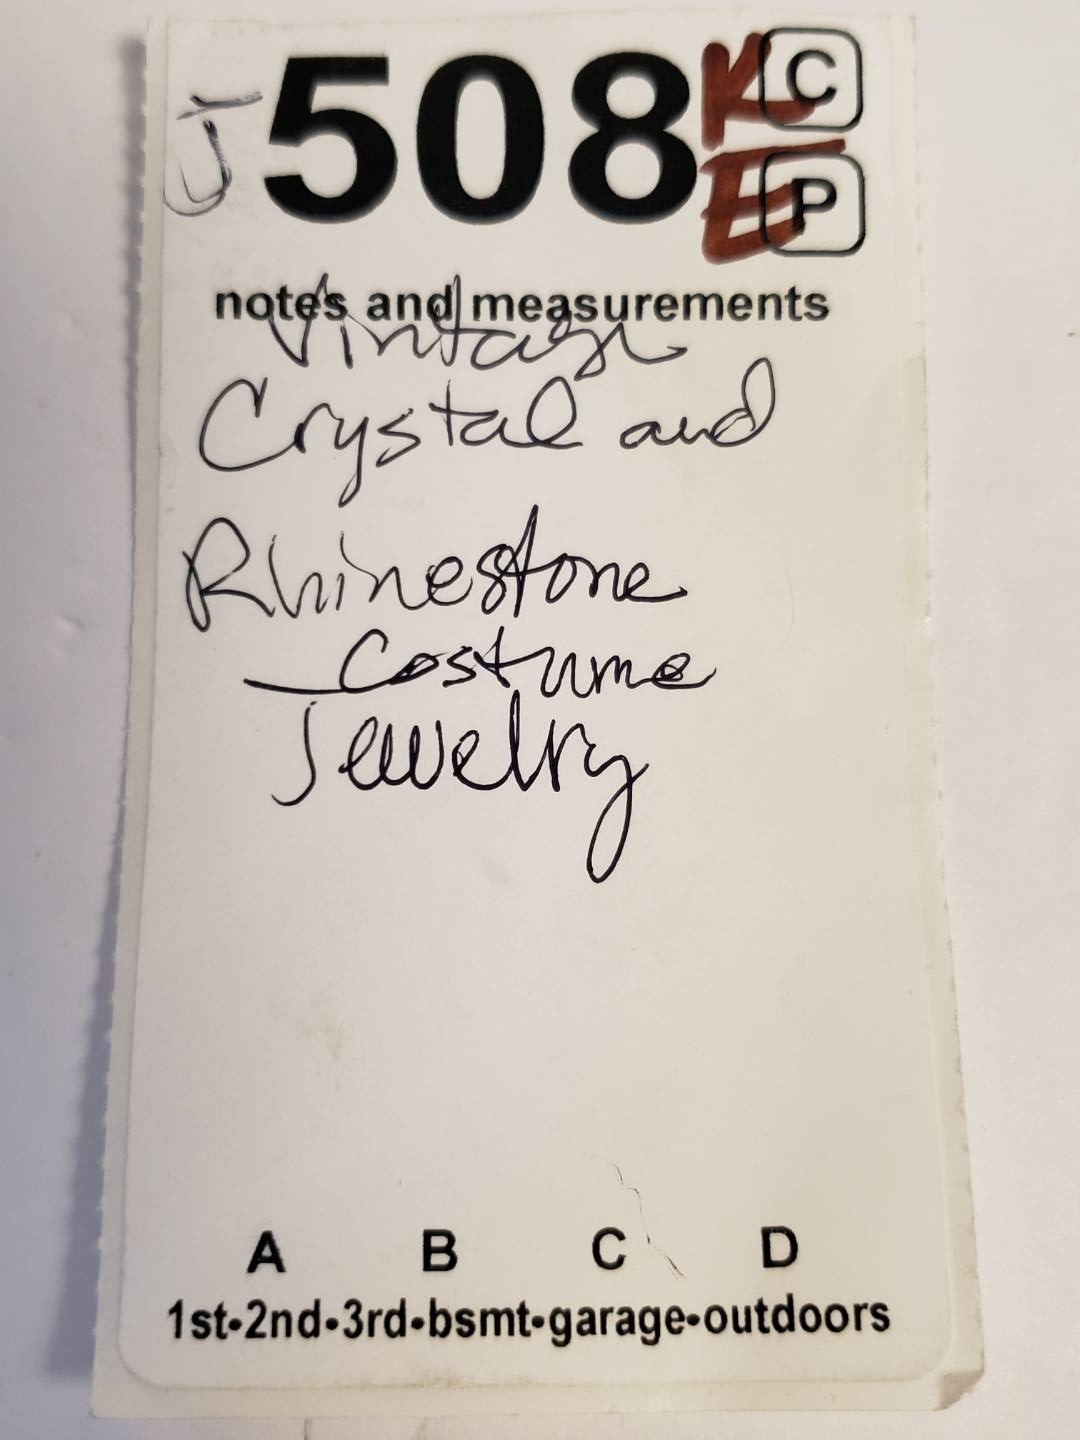 J 508 K C
E P
notes and measurements
Vintage
Crystal and
Rhinestone
Costume
Jewelry
A B C D
1st•2nd•3rd•bsmt•garage•outdoors